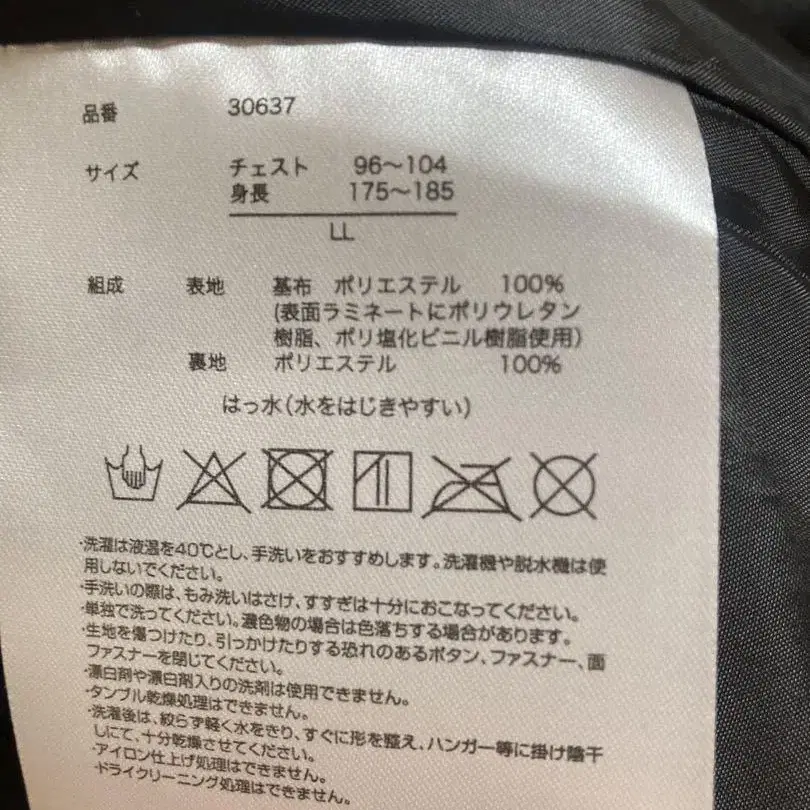 品番 30637
サイズ チェスト 96〜104
身長 175〜185
LL
組成 表地 基布 ポリエステル 100%
(表面ラミネートにポリウレタン
樹脂、ポリ塩化ビニル樹脂使用)
裏地 ポリエステル 100%
はっ水(水をはじきやすい)
・洗濯は液温を40℃とし、手洗いをおすすめします。洗濯機や脱水機は使
用しないでください。
・手洗いの際は、もみ洗いはさけ、すすぎは十分におこなってください。
・単独で洗ってください。濃色物の場合は色落ちする場合があります。
・生地を傷つけたり、引っかけたりする恐れのあるボタン、ファスナー、面
ファスナーを閉じてください。
・漂白剤や漂白剤入りの洗剤は使用できません。
・タンブル乾燥処理はできません。
・洗濯後は、絞らず軽く水をきり、すぐに形を整え、ハンガー等に掛け陰干
しにて、十分乾燥させてください。
・アイロン仕上げ処理はできません。
・ドライクリーニング処理はできません。